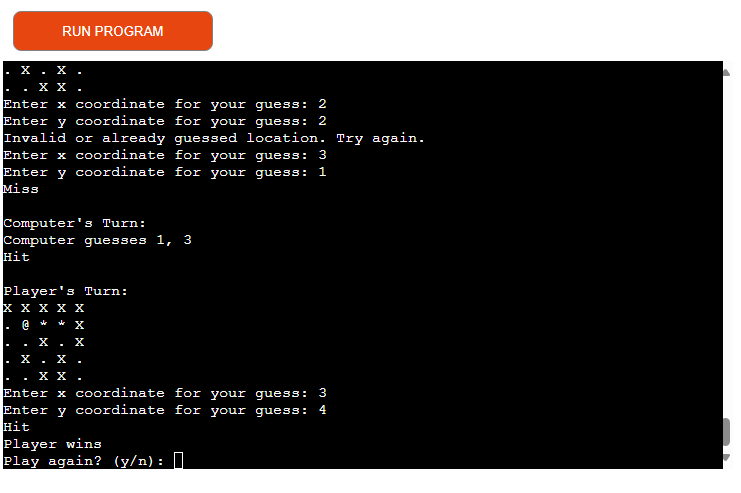 RUN PROGRAM
. X . X .
. . X X .
Enter x coordinate for your guess: 2
Enter y coordinate for your guess: 2
Invalid or already guessed location. Try again.
Enter x coordinate for your guess: 3
Enter y coordinate for your guess: 1
Miss
Computer's Turn:
Computer guesses 1, 3
Hit
Player's Turn:
X X X X X
. @ * * X
. . X . X
. X . X .
. . X X .
Enter x coordinate for your guess: 3
Enter y coordinate for your guess: 4
Hit
Player wins
Play again? (y/n):